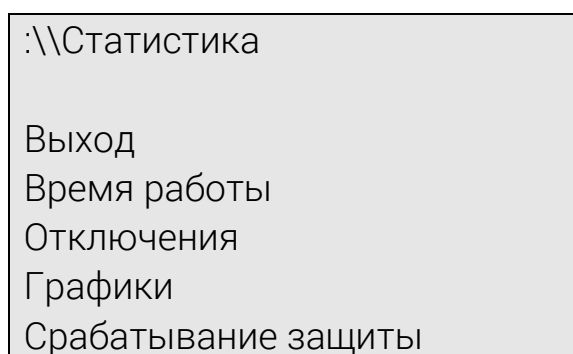 :\\Статистика
Выход
Время работы
Отключения
Графики
Срабатывание защиты